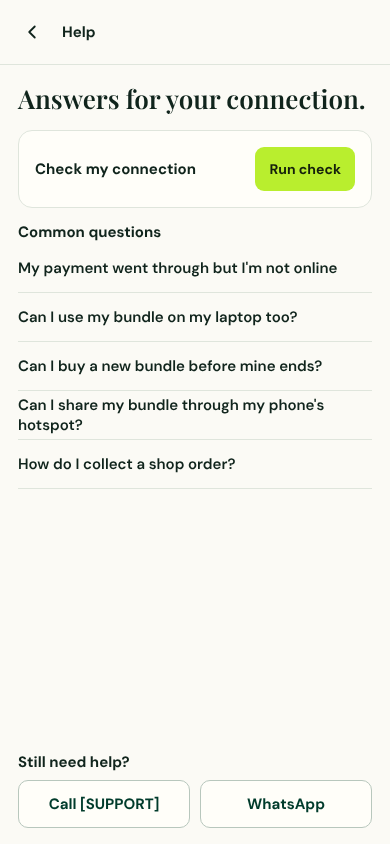 Help
Answers for your connection.
Check my connection
Run check
Common questions
My payment went through but I'm not online
Can I use my bundle on my laptop too?
Can I buy a new bundle before mine ends?
Can I share my bundle through my phone's
hotspot?
How do I collect a shop order?
Still need help?
Call [SUPPORT]
WhatsApp